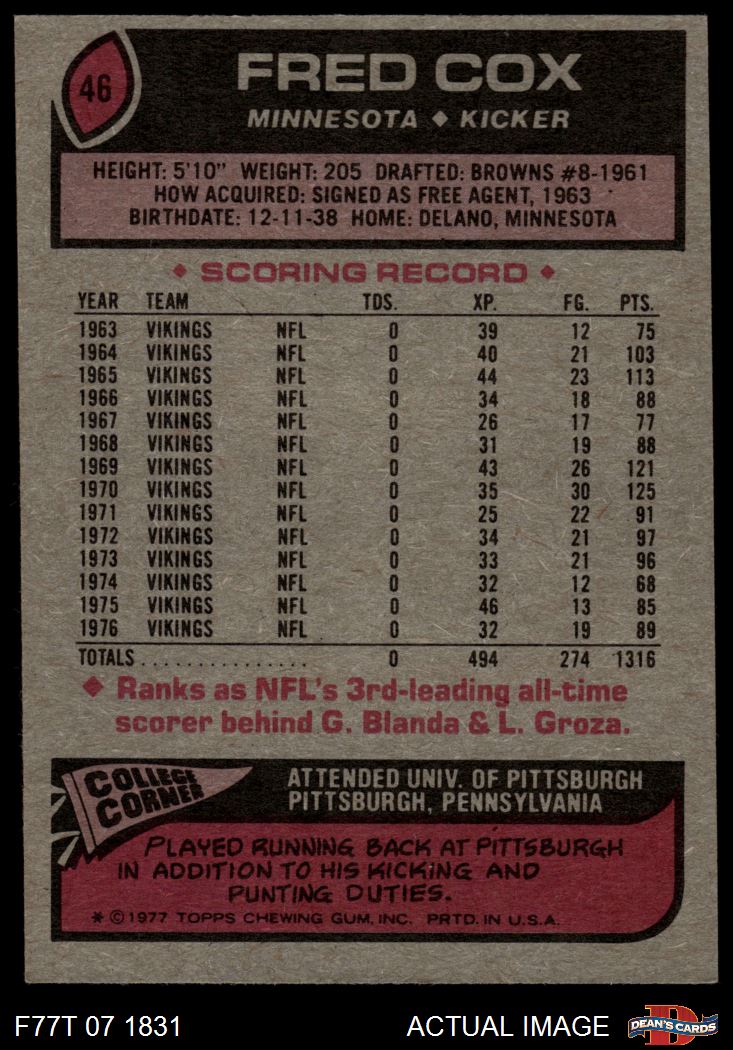 46
FRED COX
MINNESOTA ◆ KICKER
HEIGHT: 5'10" WEIGHT: 205 DRAFTED: BROWNS #8-1961
HOW ACQUIRED: SIGNED AS FREE AGENT, 1963
BIRTHDATE: 12-11-38 HOME: DELANO, MINNESOTA
◆ SCORING RECORD ◆
YEAR TEAM TDS. XP. FG. PTS.
1963 VIKINGS NFL 0 39 12 75
1964 VIKINGS NFL 0 40 21 103
1965 VIKINGS NFL 0 44 23 113
1966 VIKINGS NFL 0 34 18 88
1967 VIKINGS NFL 0 26 17 77
1968 VIKINGS NFL 0 31 19 88
1969 VIKINGS NFL 0 43 26 121
1970 VIKINGS NFL 0 35 30 125
1971 VIKINGS NFL 0 25 22 91
1972 VIKINGS NFL 0 34 21 97
1973 VIKINGS NFL 0 33 21 96
1974 VIKINGS NFL 0 32 12 68
1975 VIKINGS NFL 0 46 13 85
1976 VIKINGS NFL 0 32 19 89
TOTALS . . . . . . . . . . . . . . . 0 494 274 1316
◆ Ranks as NFL's 3rd-leading all-time
scorer behind G. Blanda & L. Groza.
COLLEGE
CORNER
ATTENDED UNIV. OF PITTSBURGH
PITTSBURGH, PENNSYLVANIA
PLAYED RUNNING BACK AT PITTSBURGH
IN ADDITION TO HIS KICKING AND
PUNTING DUTIES.
* © 1977 TOPPS CHEWING GUM, INC. PRTD. IN U.S.A.
F77T 07 1831 ACTUAL IMAGE
D
DEAN'S CARDS